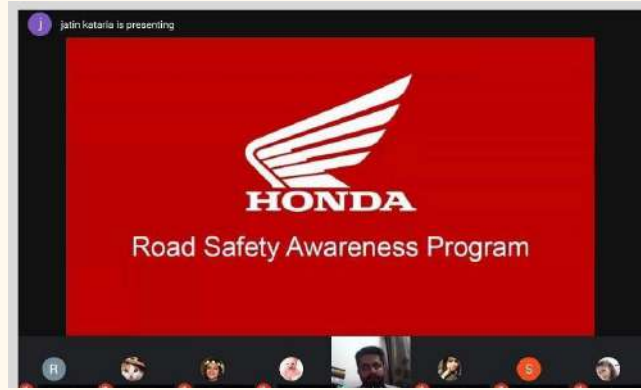 j
jatin kataria is presenting
HONDA
Road Safety Awareness Program
R
S